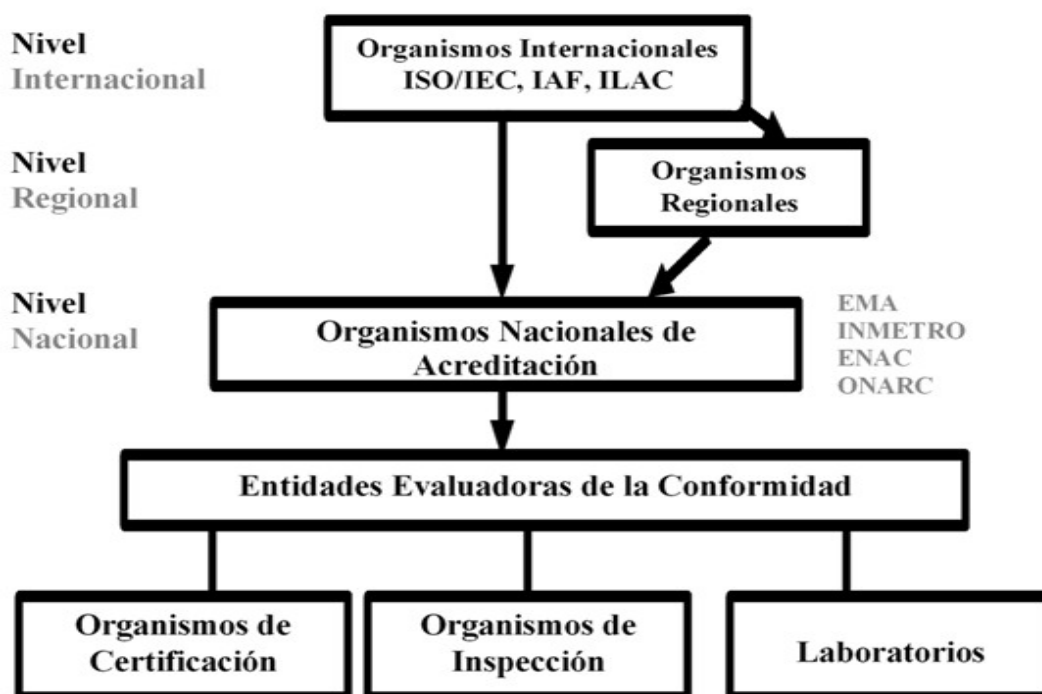 Nivel
Internacional
Organismos Internacionales
ISO/IEC, IAF, ILAC
Nivel
Regional
Organismos
Regionales
Nivel
Nacional
Organismos Nacionales de
Acreditación
EMA
INMETRO
ENAC
ONARC
Entidades Evaluadoras de la Conformidad
Organismos de
Certificación
Organismos de
Inspección
Laboratorios